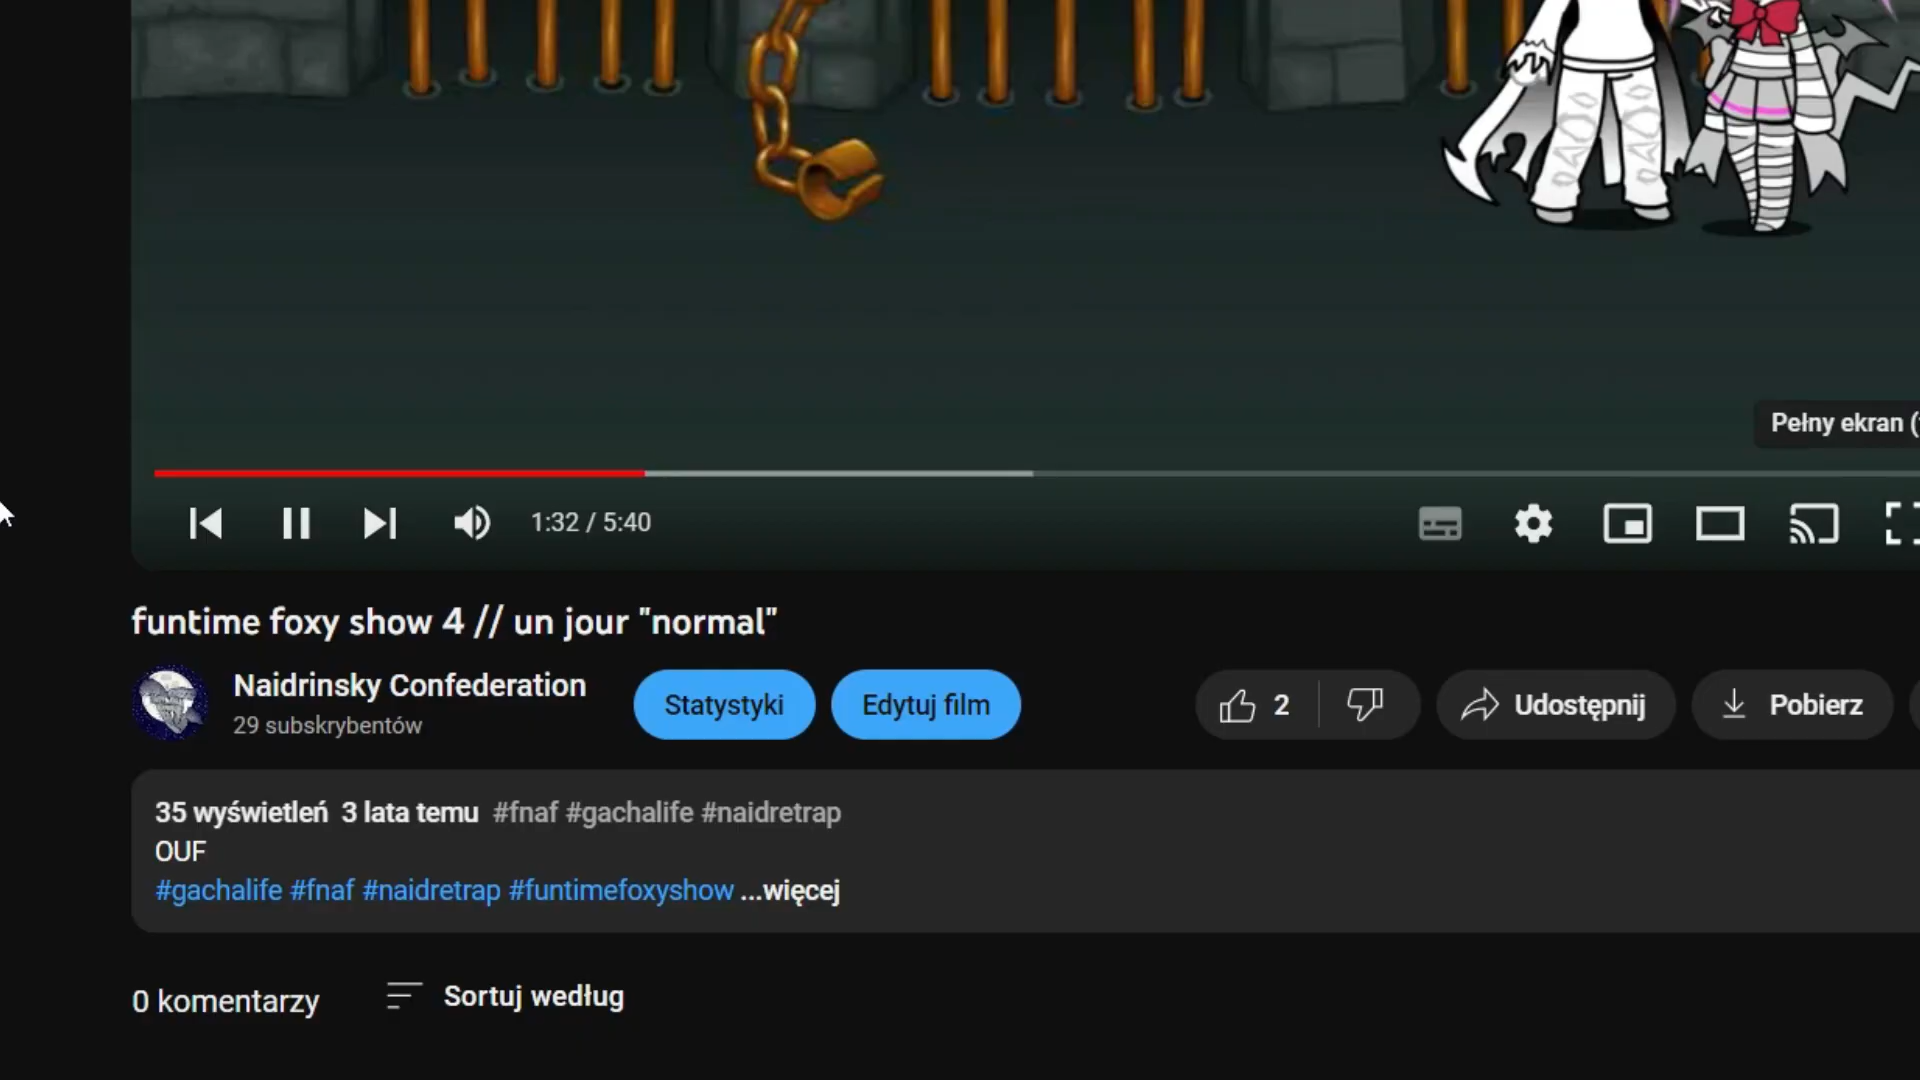 Pełny ekran (
1:32 / 5:40
funtime foxy show 4 // un jour "normal"
Naidrinsky Confederation
29 subskrybentów
Statystyki
Edytuj film
2
Udostępnij
Pobierz
35 wyświetleń 3 lata temu #fnaf #gachalife #naidretrap
OUF
#gachalife #fnaf #naidretrap #funtimefoxyshow ...więcej
0 komentarzy
Sortuj według